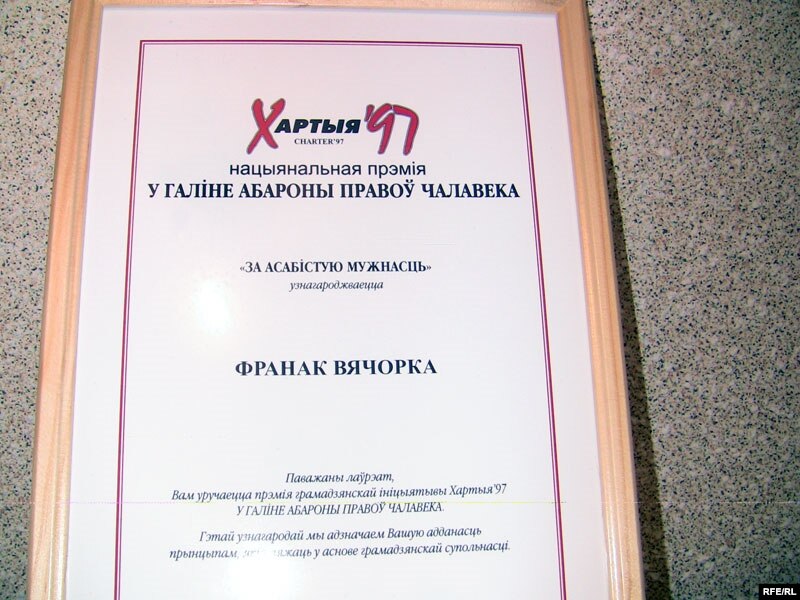 Хартыя'97
CHARTER'97
нацыянальная прэмія
У ГАЛІНЕ АБАРОНЫ ПРАВОЎ ЧАЛАВЕКА
«ЗА АСАБІСТУЮ МУЖНАСЦЬ»
узнагароджваецца
ФРАНАК ВЯЧОРКА
Паважаны лаўрэат,
Вам уручаецца прэмія грамадзянскай ініцыятывы Хартыя'97
У ГАЛІНЕ АБАРОНЫ ПРАВОЎ ЧАЛАВЕКА.
Гэтай узнагародай мы адзначаем Вашую адданасць
прынцыпам, у аснове грамадзянскай супольнасці.
RFE/RL